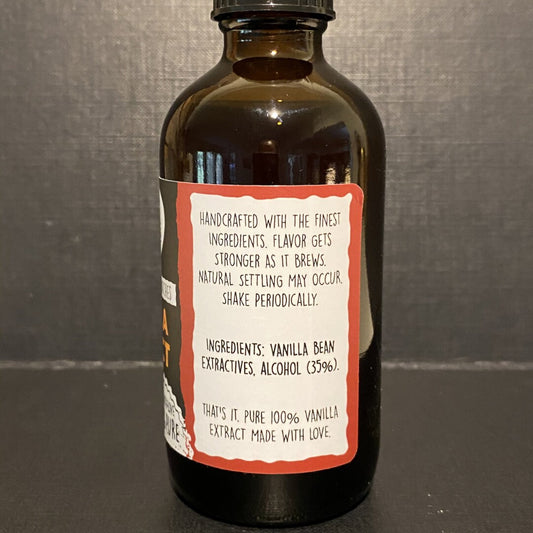 HANDCRAFTED WITH THE FINEST
INGREDIENTS. FLAVOR GETS
STRONGER AS IT BREWS.
NATURAL SETTLING MAY OCCUR.
SHAKE PERIODICALLY.
INGREDIENTS: VANILLA BEAN
EXTRACTIVES, ALCOHOL (35%).
THAT'S IT. PURE 100% VANILLA
EXTRACT MADE WITH LOVE.